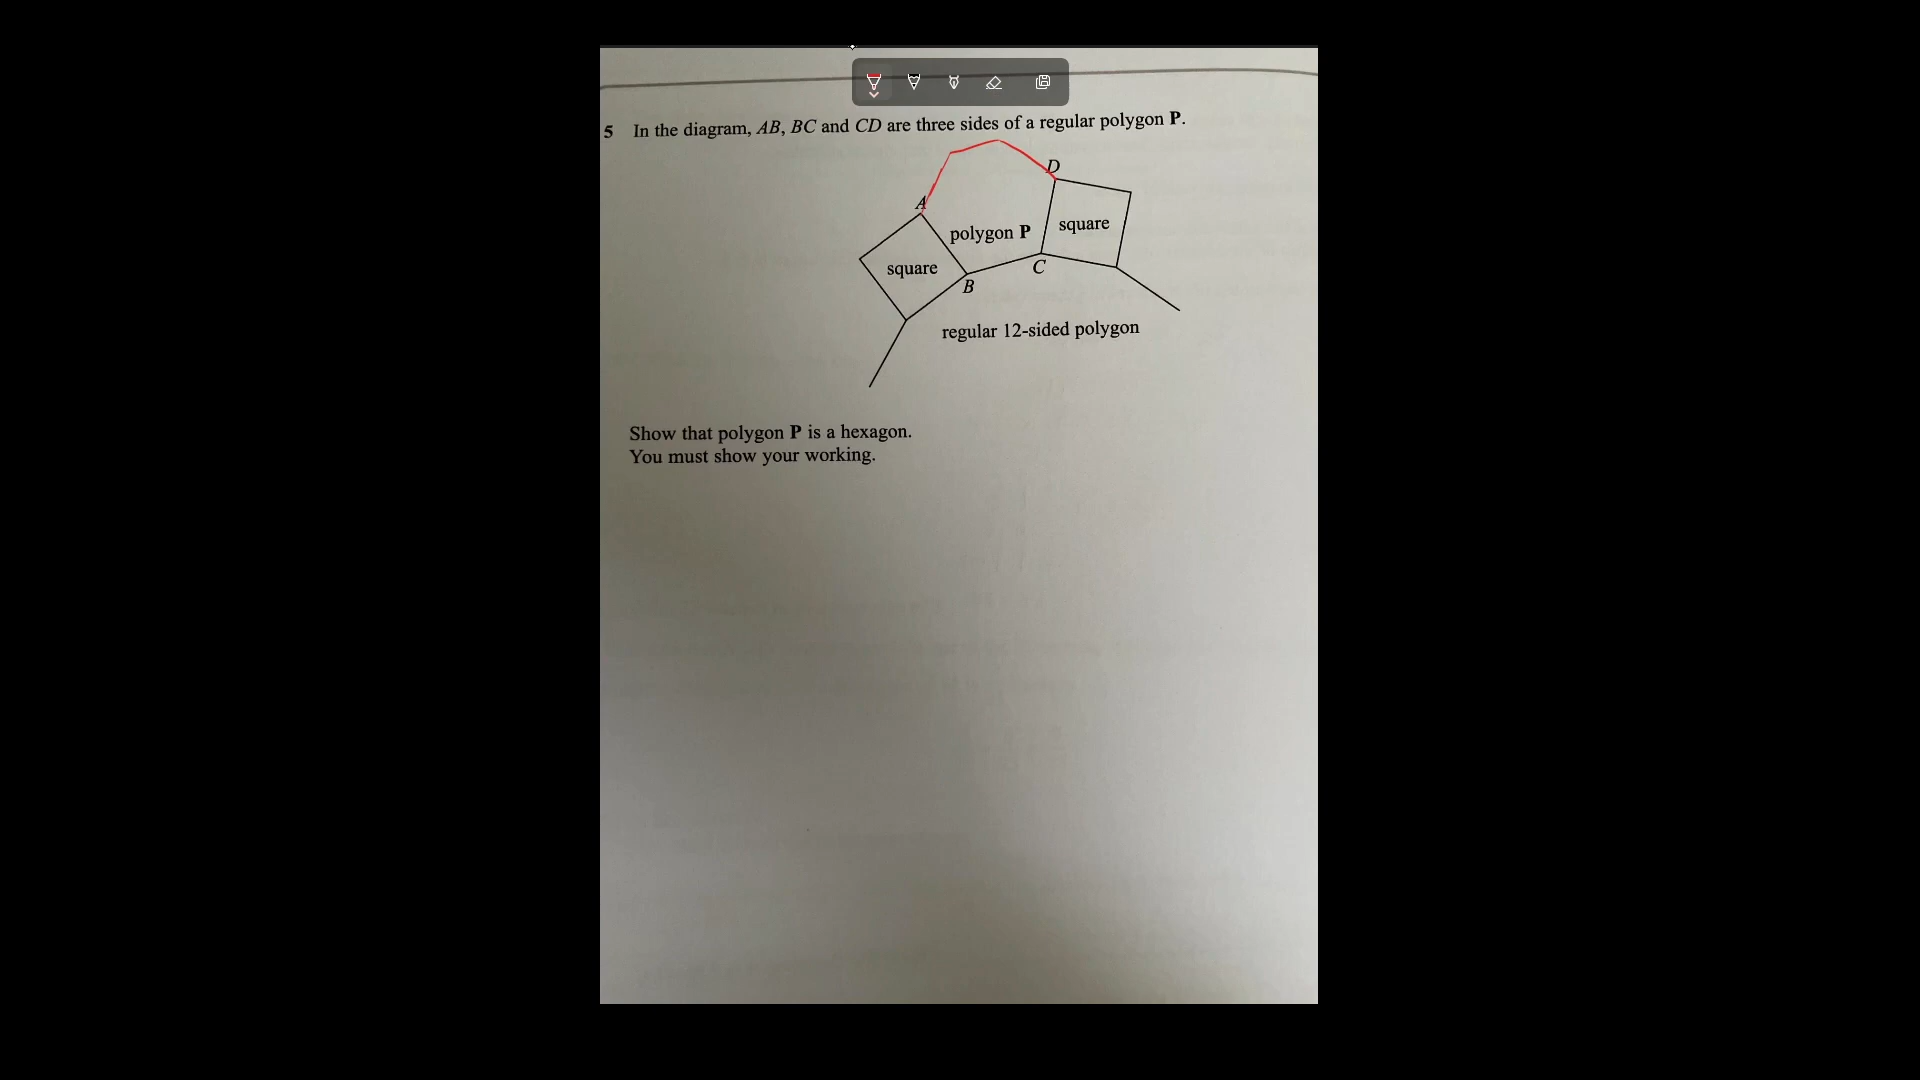 5 In the diagram, AB, BC and CD are three sides of a regular polygon P.
D
A
polygon P
square
square
C
B
regular 12-sided polygon
Show that polygon P is a hexagon.
You must show your working.